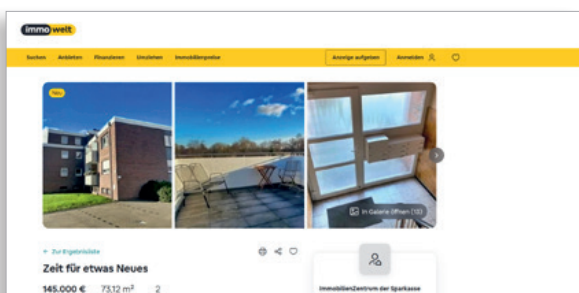 immowelt
Suchen Anbieten Finanzieren Umziehen Immobilienpreise Anzeige aufgeben Anmelden
Neu
In Galerie öffnen (13)
← Zur Ergebnisliste
Zeit für etwas Neues
145.000 € 73,12 m² 2
ImmobilienZentrum der Sparkasse